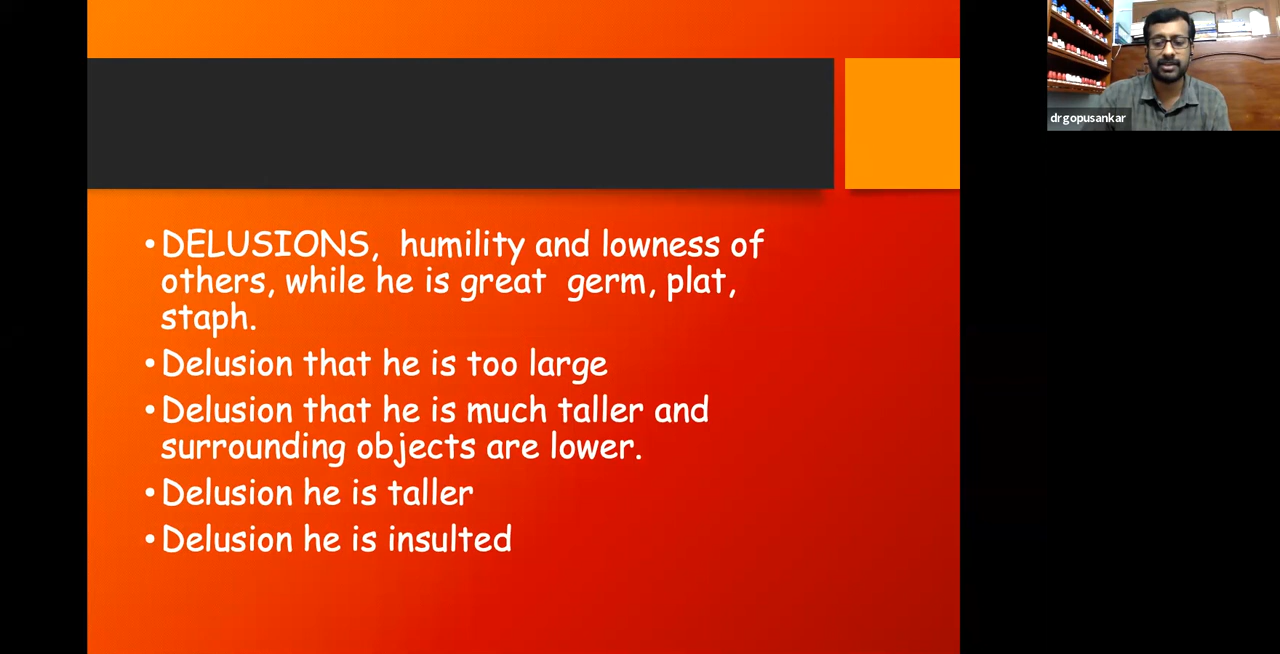 drgopusankar
• DELUSIONS,  humility and lowness of
others, while he is great  germ, plat,
staph.
• Delusion that he is too large
• Delusion that he is much taller and
surrounding objects are lower.
• Delusion he is taller
• Delusion he is insulted